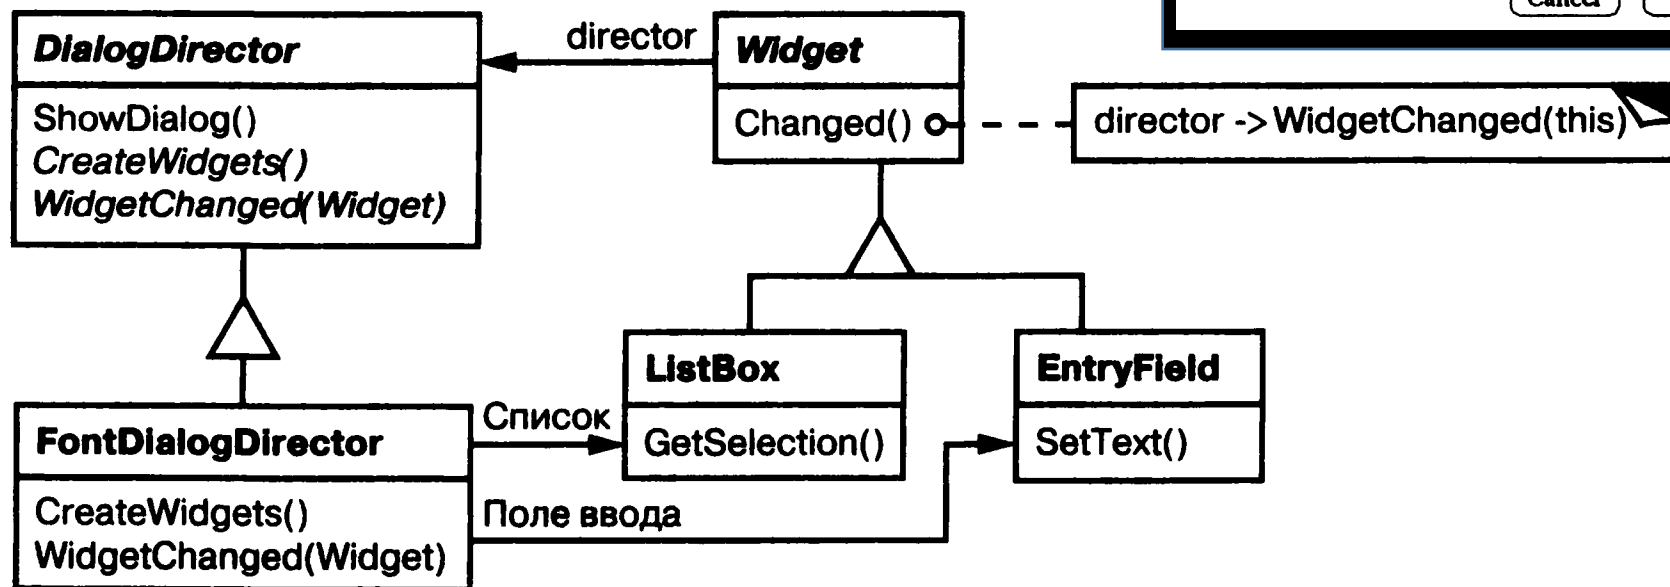 Cancel
director
DialogDirector
ShowDialog()
CreateWidgets()
WidgetChanged(Widget)
Widget
Changed()
director -> WidgetChanged(this)
ListBox
GetSelection()
EntryField
SetText()
FontDialogDirector
CreateWidgets()
WidgetChanged(Widget)
Список
Поле ввода